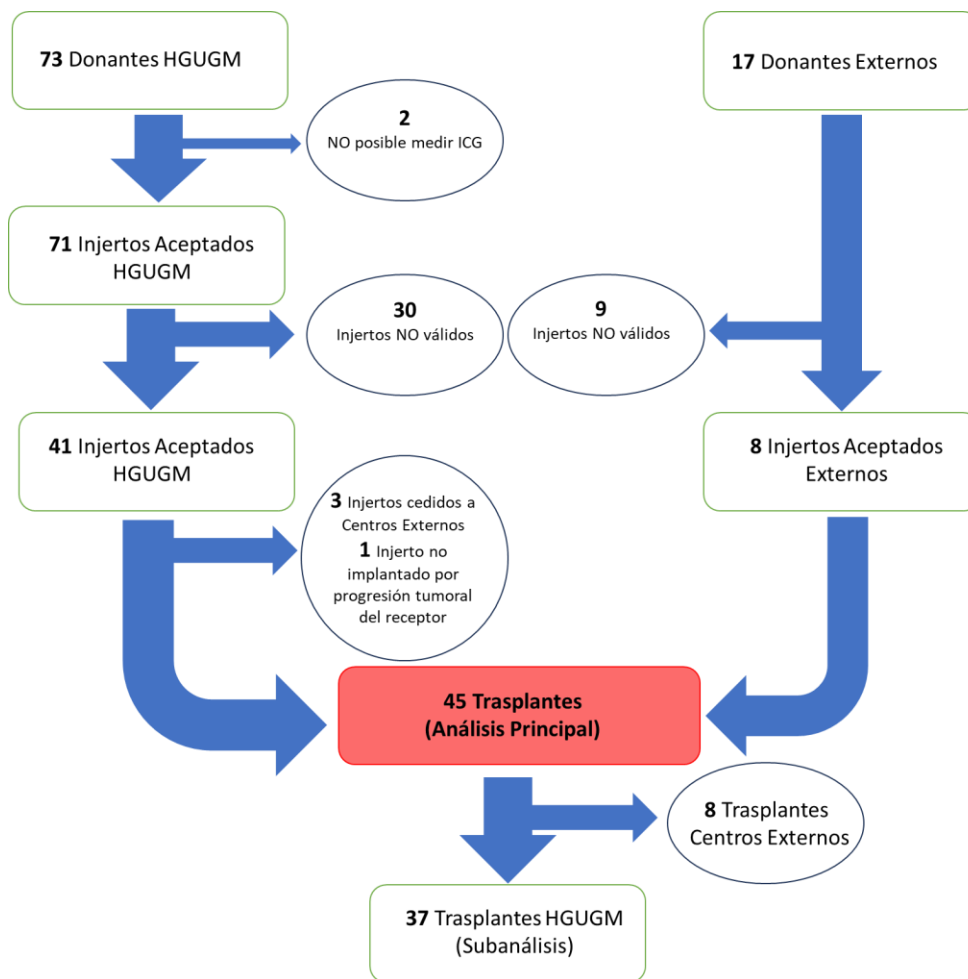 73 Donantes HGUGM
17 Donantes Externos
2
NO posible medir ICG
71 Injertos Aceptados
HGUGM
30
Injertos NO válidos
9
Injertos NO válidos
41 Injertos Aceptados
HGUGM
8 Injertos Aceptados
Externos
3 Injertos cedidos a
Centros Externos
1 Injerto no
implantado por
progresión tumoral
del receptor
45 Trasplantes
(Análisis Principal)
8 Trasplantes
Centros Externos
37 Trasplantes HGUGM
(Subanálisis)